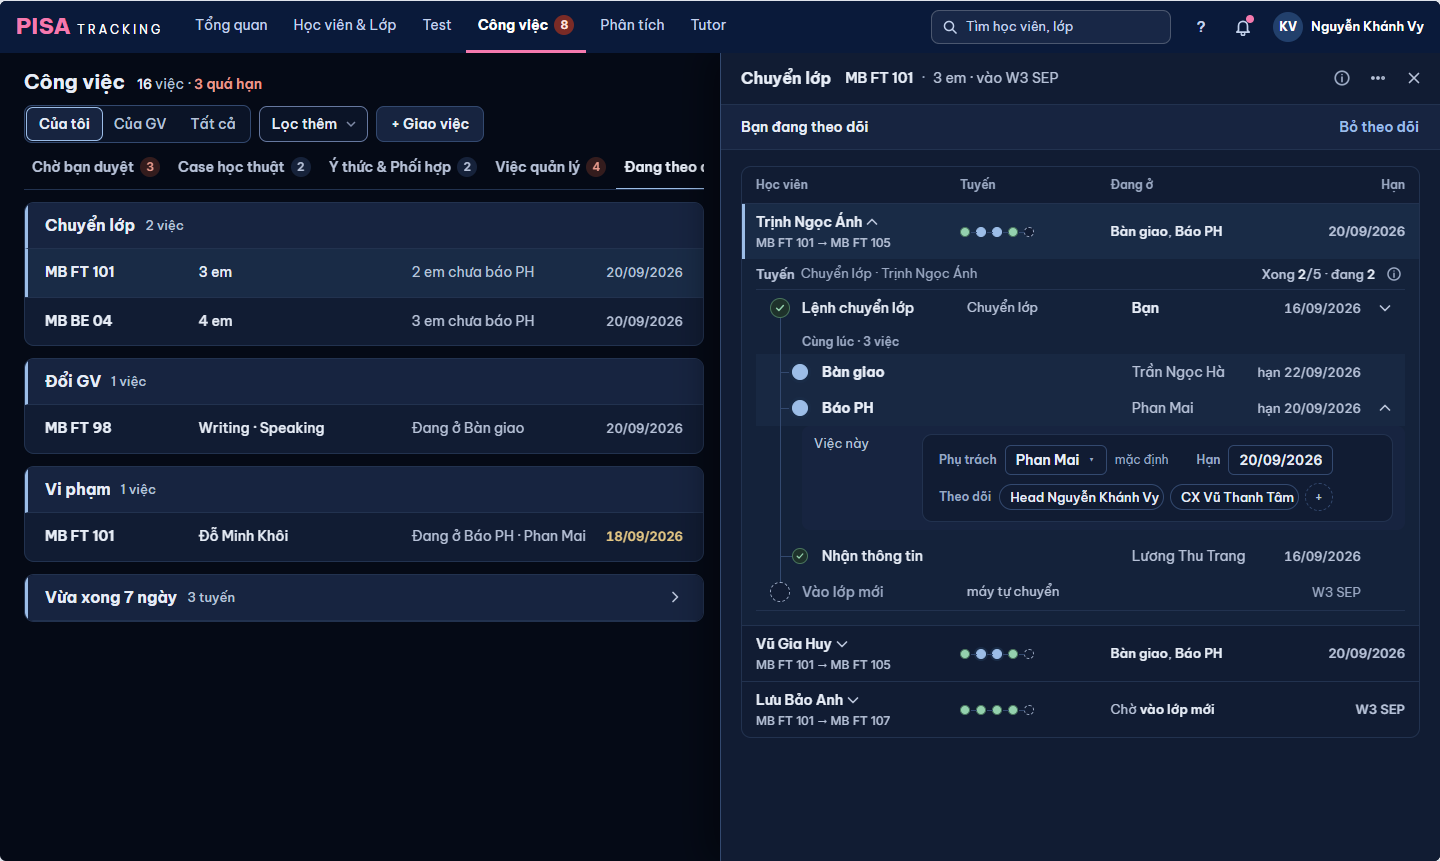 PISA TRACKING Tổng quan Học viên & Lớp Test Công việc 8 Phân tích Tutor Tìm học viên, lớp ? KV Nguyễn Khánh Vy
Công việc 16 việc · 3 quá hạn
Của tôi Của GV Tất cả Lọc thêm + Giao việc
Chờ bạn duyệt 3 Case học thuật 2 Ý thức & Phối hợp 2 Việc quản lý 4 Đang theo
Chuyển lớp 2 việc
MB FT 101 3 em 2 em chưa báo PH 20/09/2026
MB BE 04 4 em 3 em chưa báo PH 20/09/2026
Đổi GV 1 việc
MB FT 98 Writing · Speaking Đang ở Bàn giao 20/09/2026
Vi phạm 1 việc
MB FT 101 Đỗ Minh Khôi Đang ở Báo PH · Phan Mai 18/09/2026
Vừa xong 7 ngày 3 tuyến
Chuyển lớp MB FT 101 · 3 em · vào W3 SEP
Bạn đang theo dõi Bỏ theo dõi
Học viên Tuyến Đang ở Hạn
Trịnh Ngọc Ánh
MB FT 101 → MB FT 105
Bàn giao, Báo PH 20/09/2026
Tuyến Chuyển lớp · Trịnh Ngọc Ánh Xong 2/5 · đang 2
Lệnh chuyển lớp Chuyển lớp Bạn 16/09/2026
Cùng lúc · 3 việc
Bàn giao Trần Ngọc Hà hạn 22/09/2026
Báo PH Phan Mai hạn 20/09/2026
Việc này
Phụ trách Phan Mai mặc định Hạn 20/09/2026
Theo dõi Head Nguyễn Khánh Vy CX Vũ Thanh Tâm +
Nhận thông tin Lương Thu Trang 16/09/2026
Vào lớp mới máy tự chuyển W3 SEP
Vũ Gia Huy
MB FT 101 → MB FT 105
Bàn giao, Báo PH 20/09/2026
Lưu Bảo Anh
MB FT 101 → MB FT 107
Chờ vào lớp mới W3 SEP